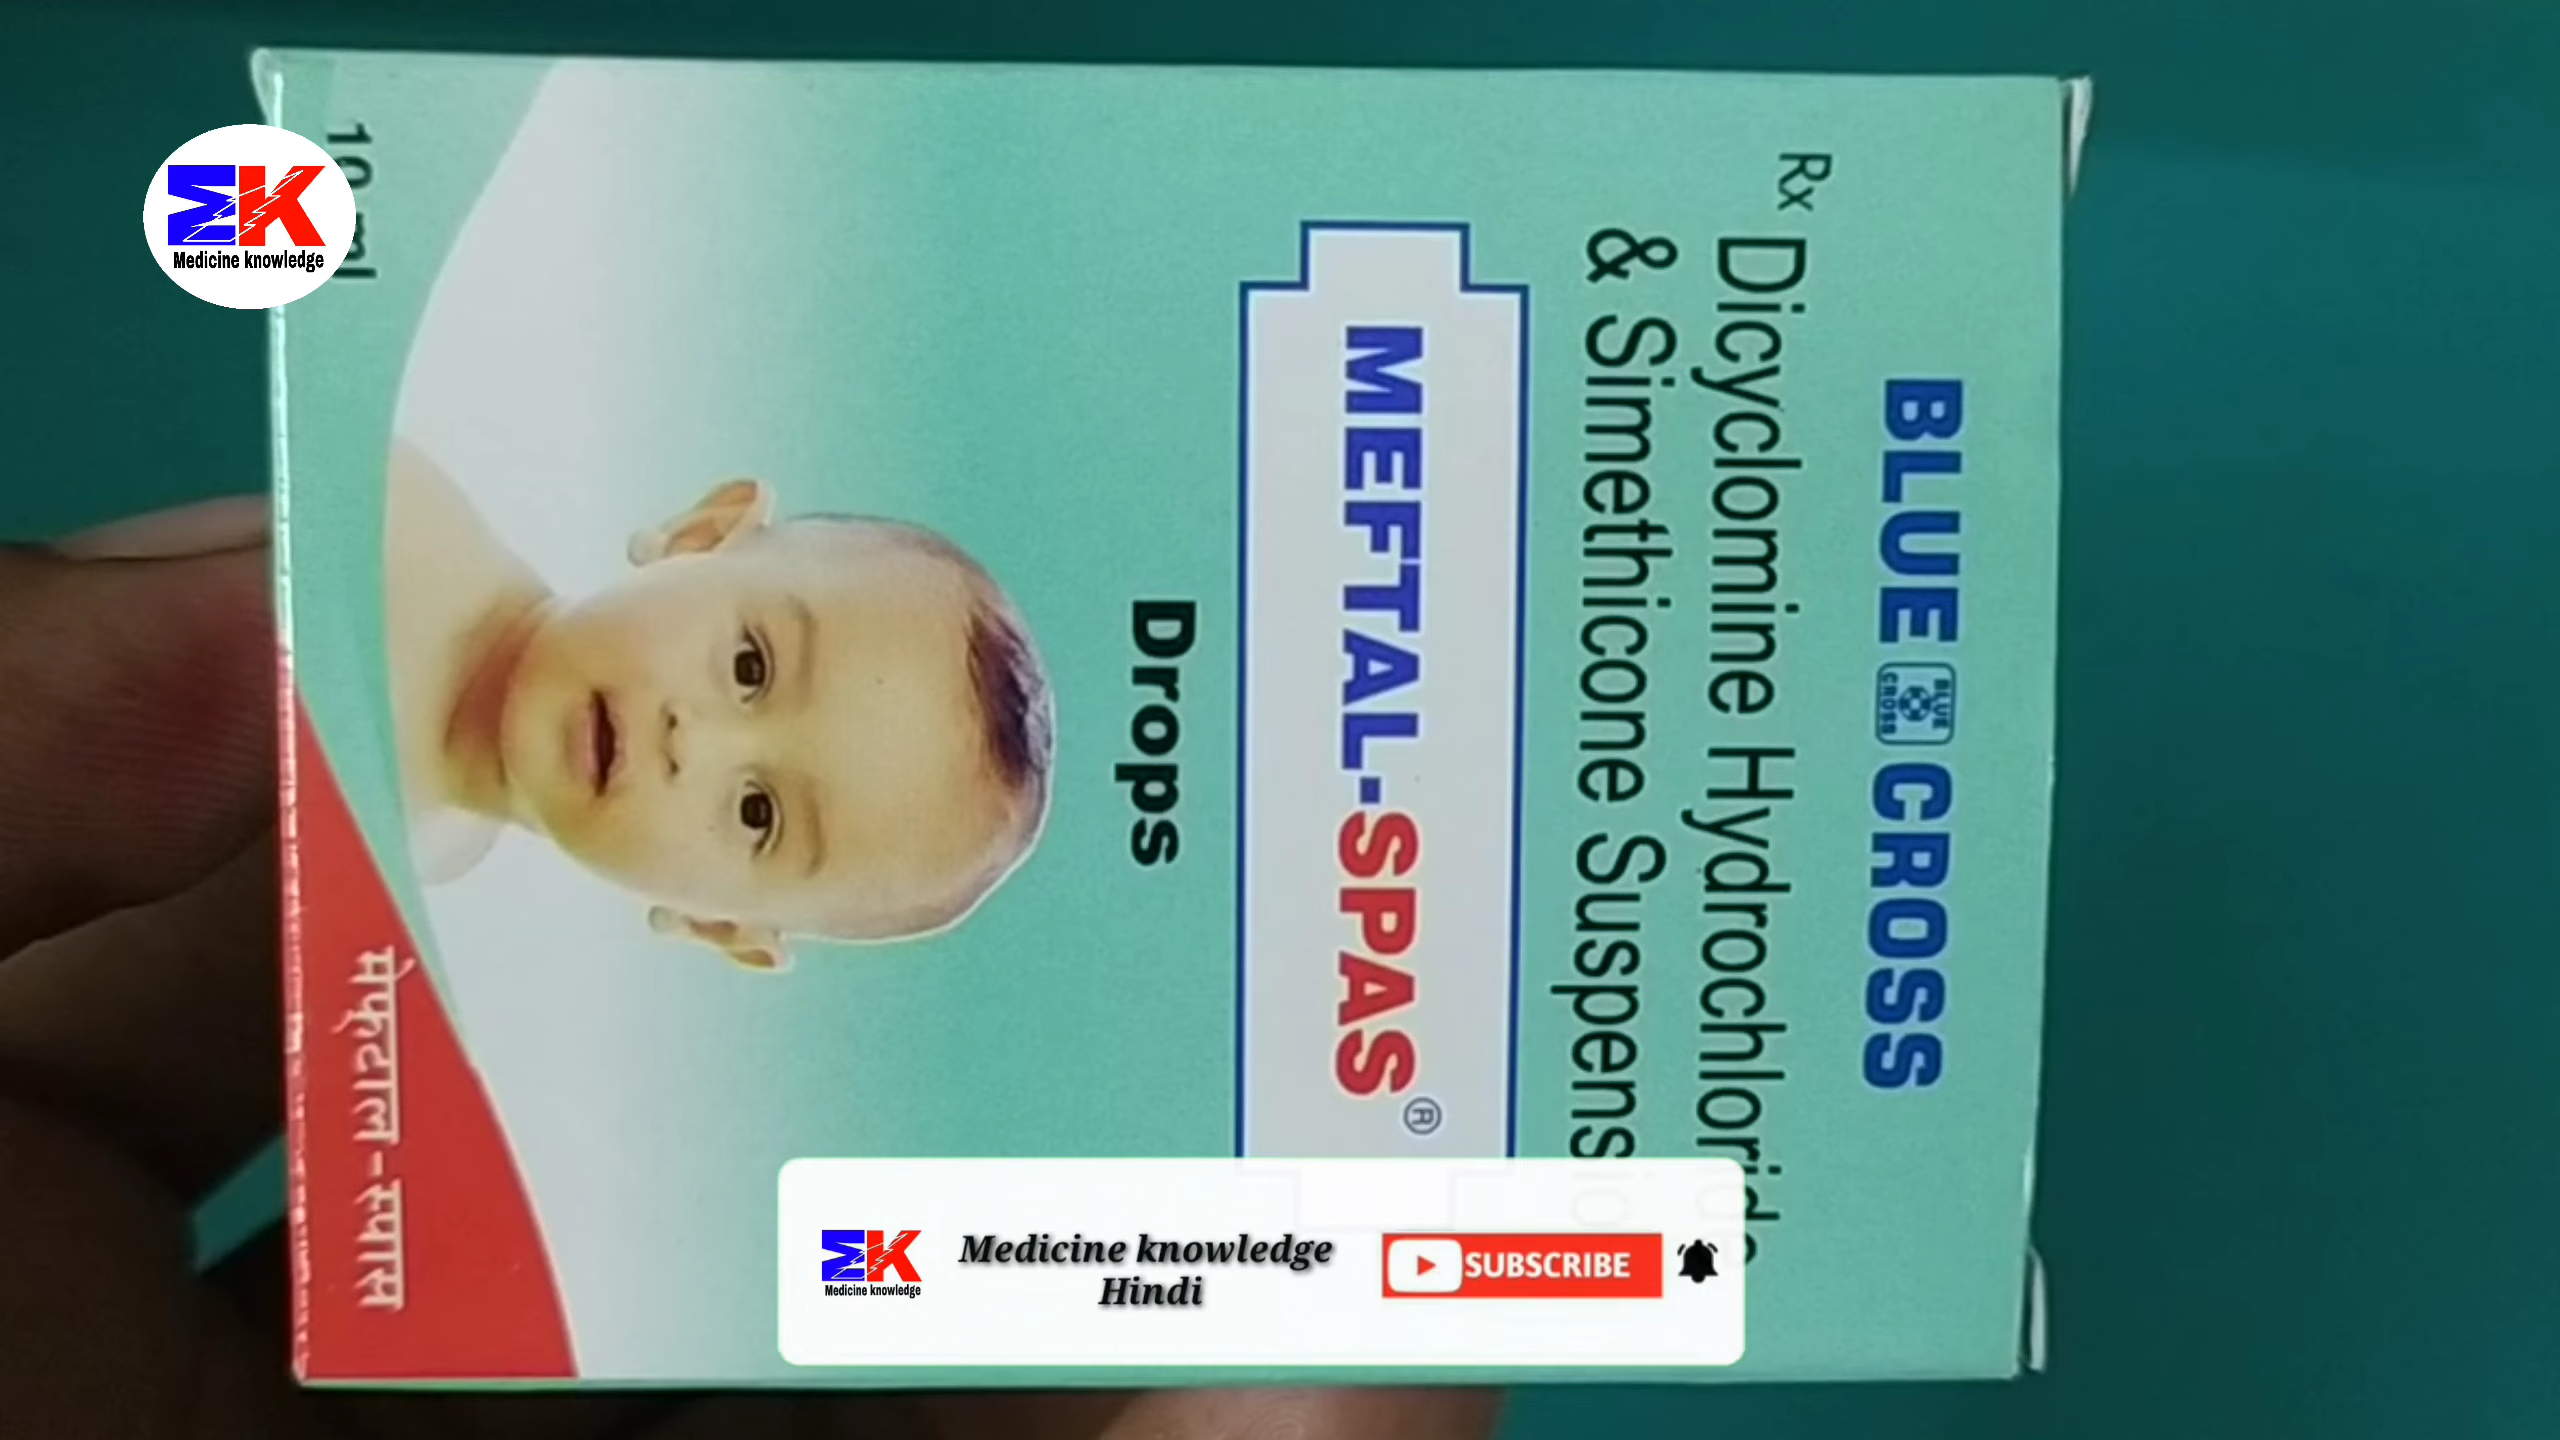 BLUE CROSS
BLUE
CROSS
Rx Dicyclomine Hydrochloride
& Simethicone
MEFTAL-SPAS®
Drops
ml
मेफ्टाल-स्पास
MK
Medicine knowledge
MK
Medicine knowledge
Medicine knowledge
Hindi
SUBSCRIBE